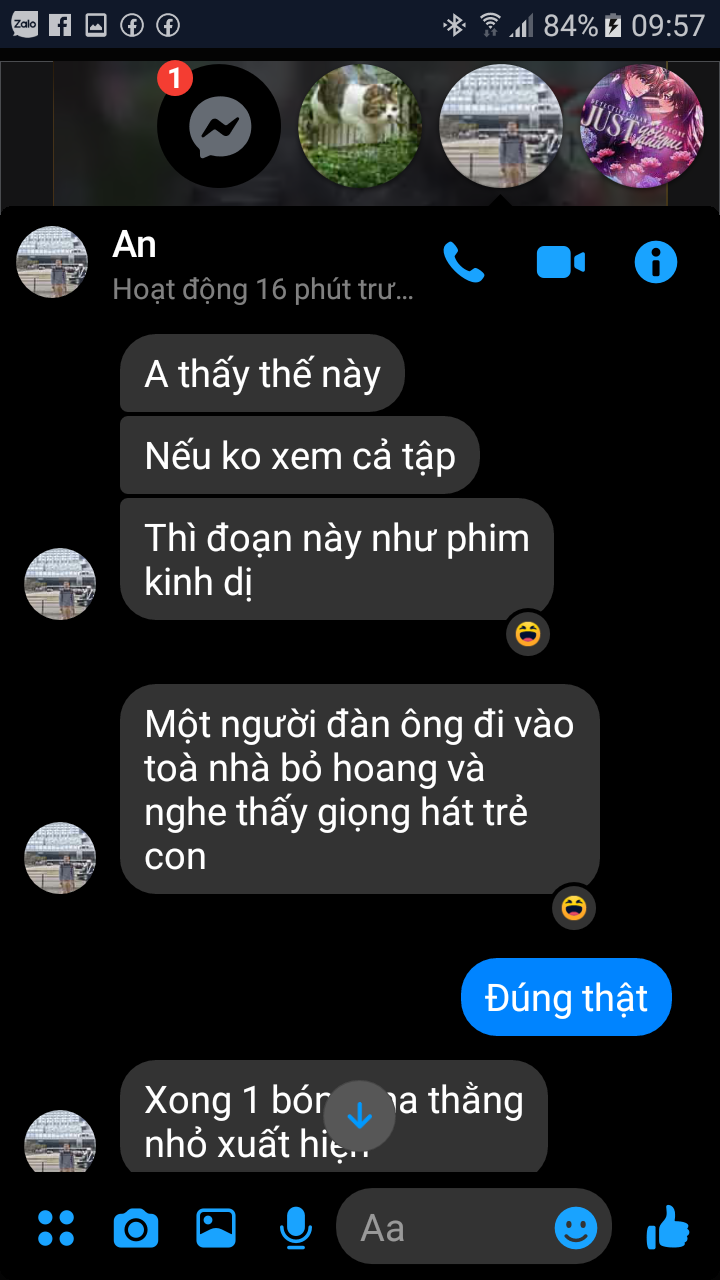 Zalo
84% 09:57
1
JUST
you
An
Hoạt động 16 phút trư...
A thấy thế này
Nếu ko xem cả tập
Thì đoạn này như phim
kinh dị
Một người đàn ông đi vào
toà nhà bỏ hoang và
nghe thấy giọng hát trẻ
con
Đúng thật
Xong 1 thằng
nhỏ xuất hiện
Aa